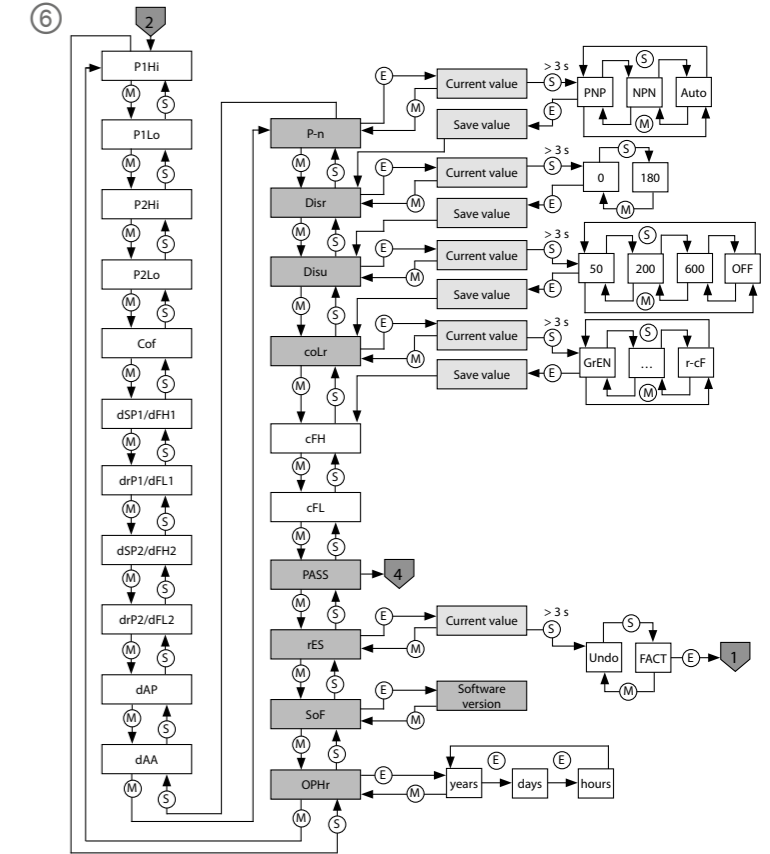 ⑥
2
P1Hi
M S
P1Lo
M S
P2Hi
M S
P2Lo
M S
Cof
M S
dSP1/dFH1
M S
drP1/dFL1
M S
dSP2/dFH2
M S
drP2/dFL2
M S
dAP
M S
dAA
M S
P-n
E
M
Current value
> 3 s
S
E
Save value
PNP NPN Auto
S
M
M S
Disr
E
M
Current value
> 3 s
S
E
Save value
0 180
S
M
M S
Disu
E
M
Current value
> 3 s
S
E
Save value
50 200 600 OFF
S
M
M S
coLr
E
M
Current value
> 3 s
S
E
Save value
GrEN ... r-cF
S
M
M S
cFH
M S
cFL
M S
PASS
4
M S
rES
E
M
Current value
> 3 s
S
Undo FACT
S
M
E
1
M S
SoF
E
M
Software
version
M S
OPHr
E
M
years days hours
E E
M S